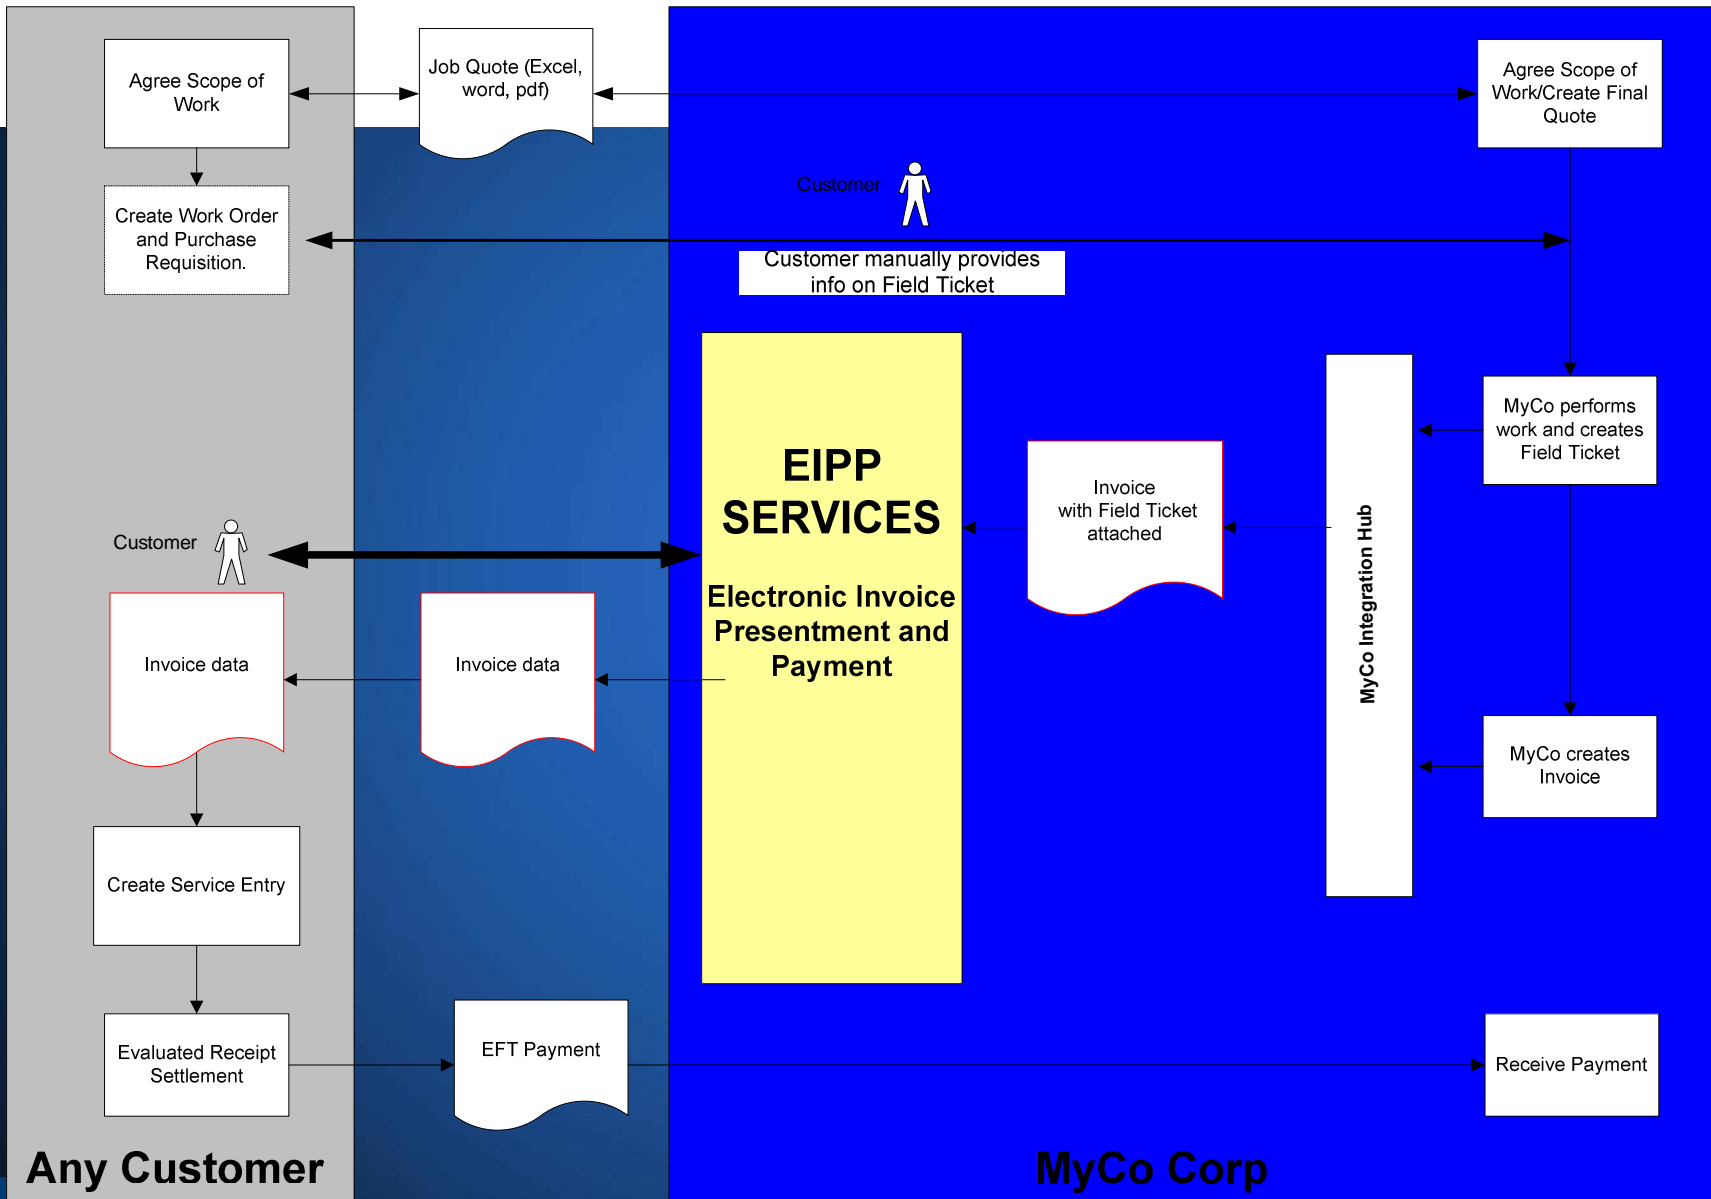 Agree Scope of
Work
Job Quote (Excel,
word, pdf)
Agree Scope of
Work/Create Final
Quote
Customer
Create Work Order
and Purchase
Requisition.
Customer manually provides
info on Field Ticket
MyCo performs
work and creates
Field Ticket
EIPP
SERVICES
Electronic Invoice
Presentment and
Payment
Invoice
with Field Ticket
attached
MyCo Integration Hub
Customer
Invoice data
Invoice data
MyCo creates
Invoice
Create Service Entry
Evaluated Receipt
Settlement
EFT Payment
Receive Payment
Any Customer
MyCo Corp